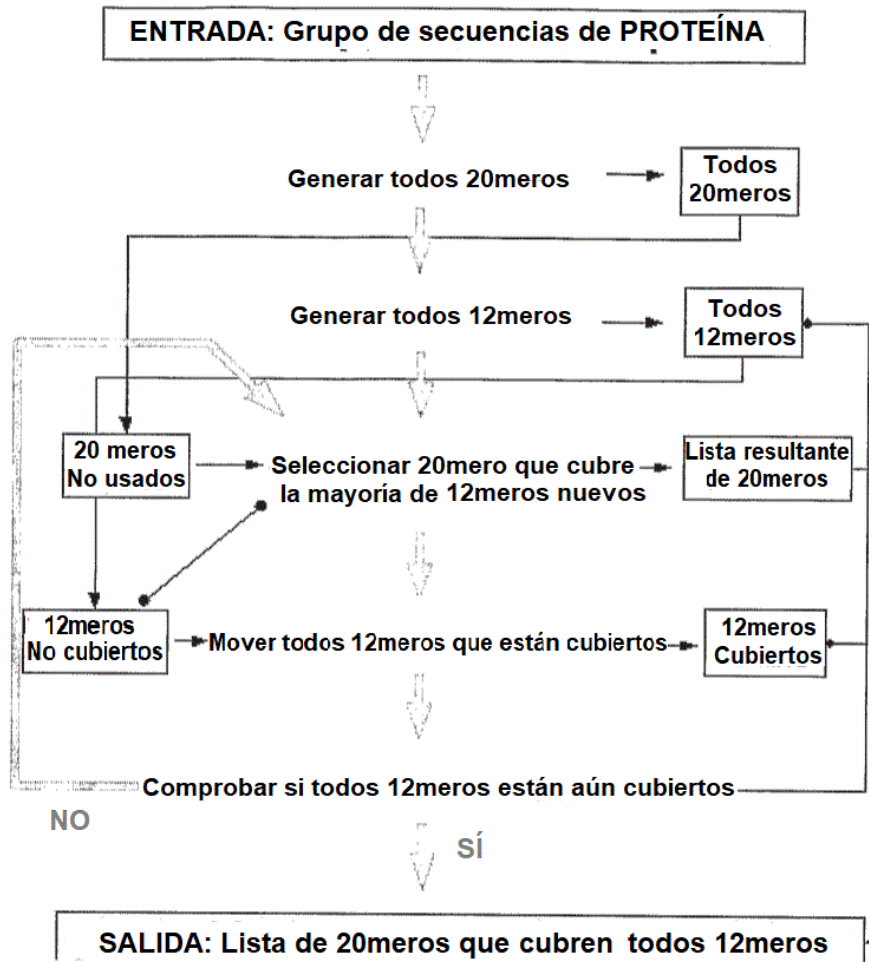 ENTRADA: Grupo de secuencias de PROTEÍNA
Generar todos 20meros
Todos
20meros
Generar todos 12meros
Todos
12meros
20 meros
No usados
Seleccionar 20mero que cubre
la mayoría de 12meros nuevos
Lista resultante
de 20meros
12meros
No cubiertos
Mover todos 12meros que están cubiertos
12meros
Cubiertos
Comprobar si todos 12meros están aún cubiertos
NO
SÍ
SALIDA: Lista de 20meros que cubren todos 12meros